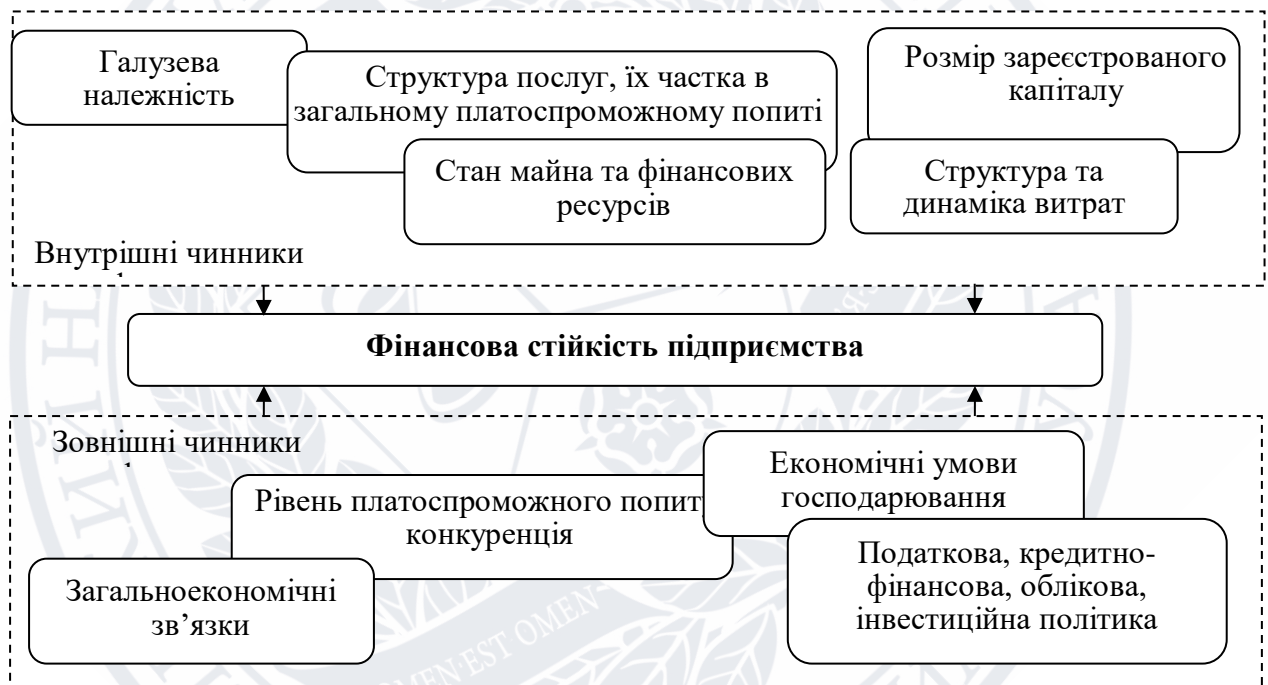 Галузева
належність
Структура послуг, їх частка в
загальному платоспроможному попиті
Розмір зареєстрованого
капіталу
Стан майна та фінансових
ресурсів
Структура та
динаміка витрат
Внутрішні чинники
Фінансова стійкість підприємства
Зовнішні чинники
Економічні умови
господарювання
Рівень платоспроможного
конкуренція
Податкова, кредитно-
фінансова, облікова,
інвестиційна політика
Загальноекономічні
зв’язки
EST OMEN